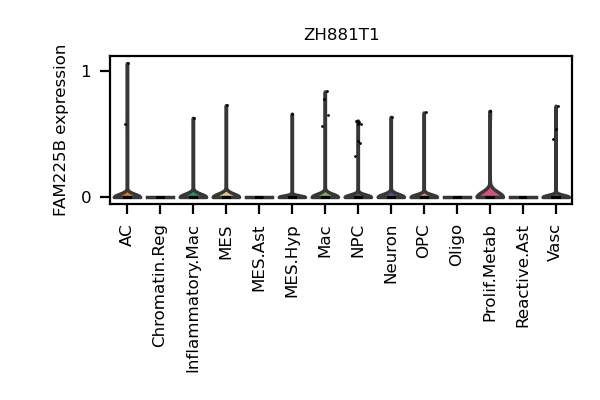 ZH881T1
FAM225B expression
1
0
AC
Chromatin.Reg
Inflammatory.Mac
MES
MES.Ast
MES.Hyp
Mac
NPC
Neuron
OPC
Oligo
Prolif.Metab
Reactive.Ast
Vasc